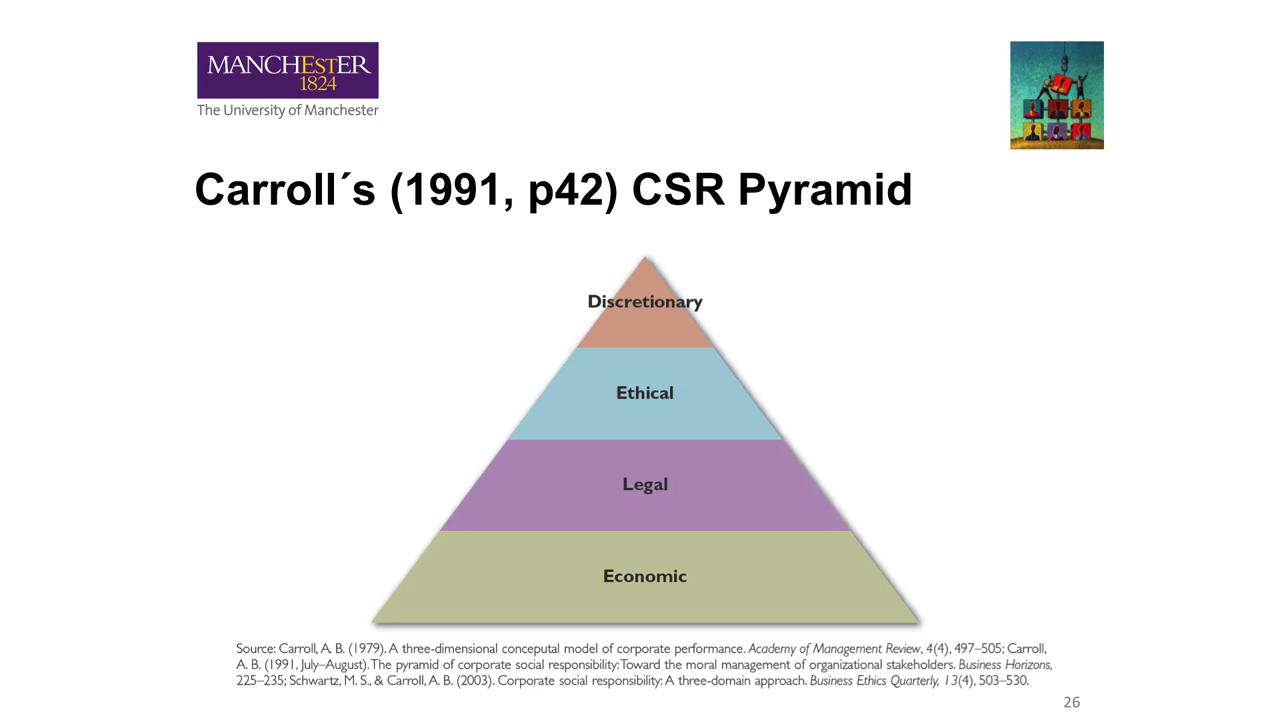 MANCHEsTER
1824
The University of Manchester
Carroll´s (1991, p42) CSR Pyramid
Discretionary
Ethical
Legal
Economic
Source: Carroll, A. B. (1979). A three-dimensional conceputal model of corporate performance. Academy of Management Review, 4(4), 497–505; Carroll,
A. B. (1991, July–August). The pyramid of corporate social responsibility: Toward the moral management of organizational stakeholders. Business Horizons,
225–235; Schwartz, M. S., & Carroll, A. B. (2003). Corporate social responsibility: A three-domain approach. Business Ethics Quarterly, 13(4), 503–530.
26